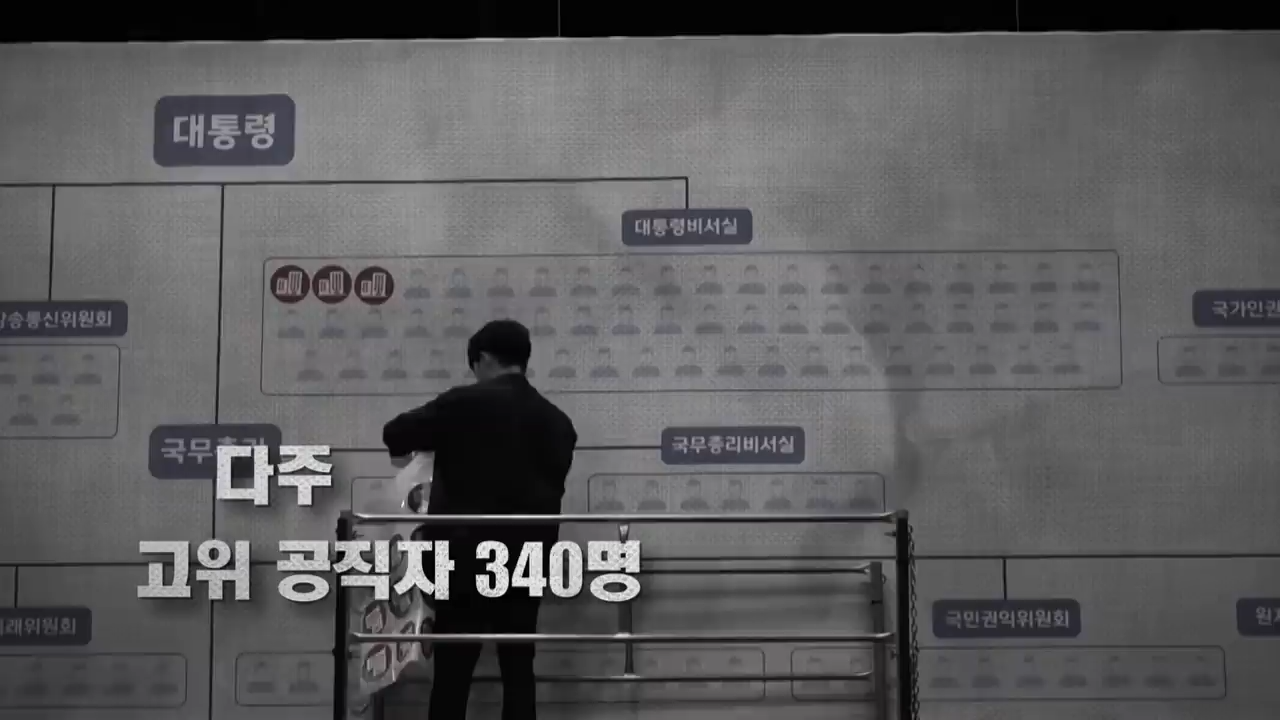 대통령
대통령비서실
방송통신위원회
국가인권
국무총리
국무총리비서실
다주
고위 공직자 340명
거래위원회
국민권익위원회